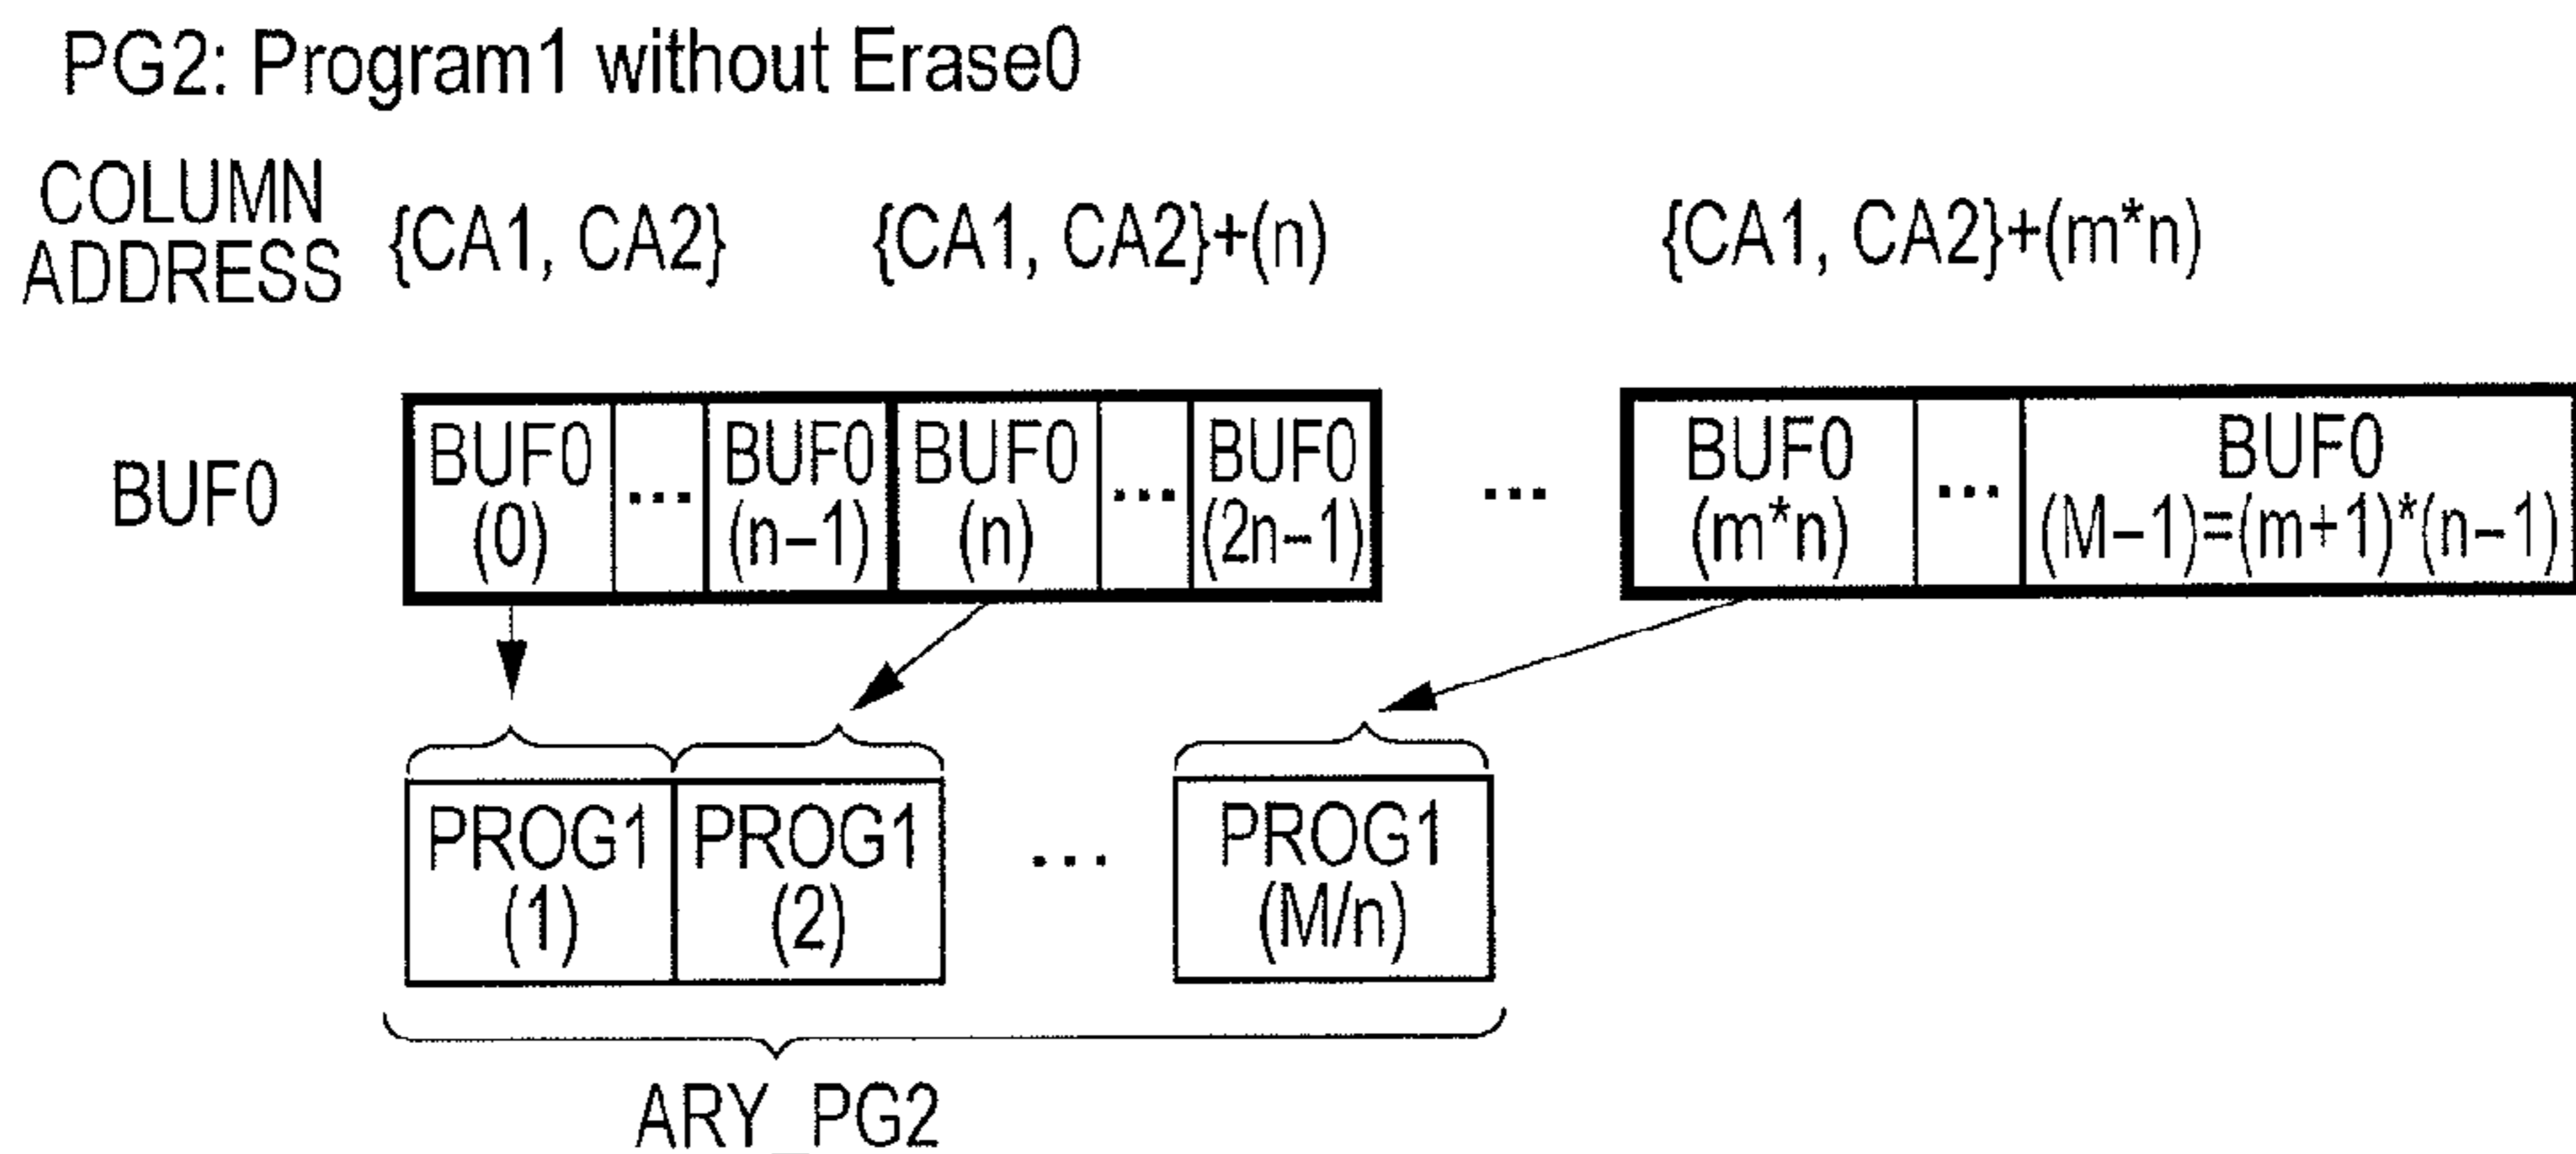 PG2: Program1 without Erase0
COLUMN
ADDRESS
{CA1, CA2}
{CA1, CA2}+(n)
{CA1, CA2}+(m*n)
BUF0
BUF0
(0)
...
BUF0
(n–1)
BUF0
(n)
...
BUF0
(2n–1)
...
BUF0
(m*n)
...
BUF0
(M–1)=(m+1)*(n–1)
PROG1
(1)
PROG1
(2)
...
PROG1
(M/n)
ARY_PG2